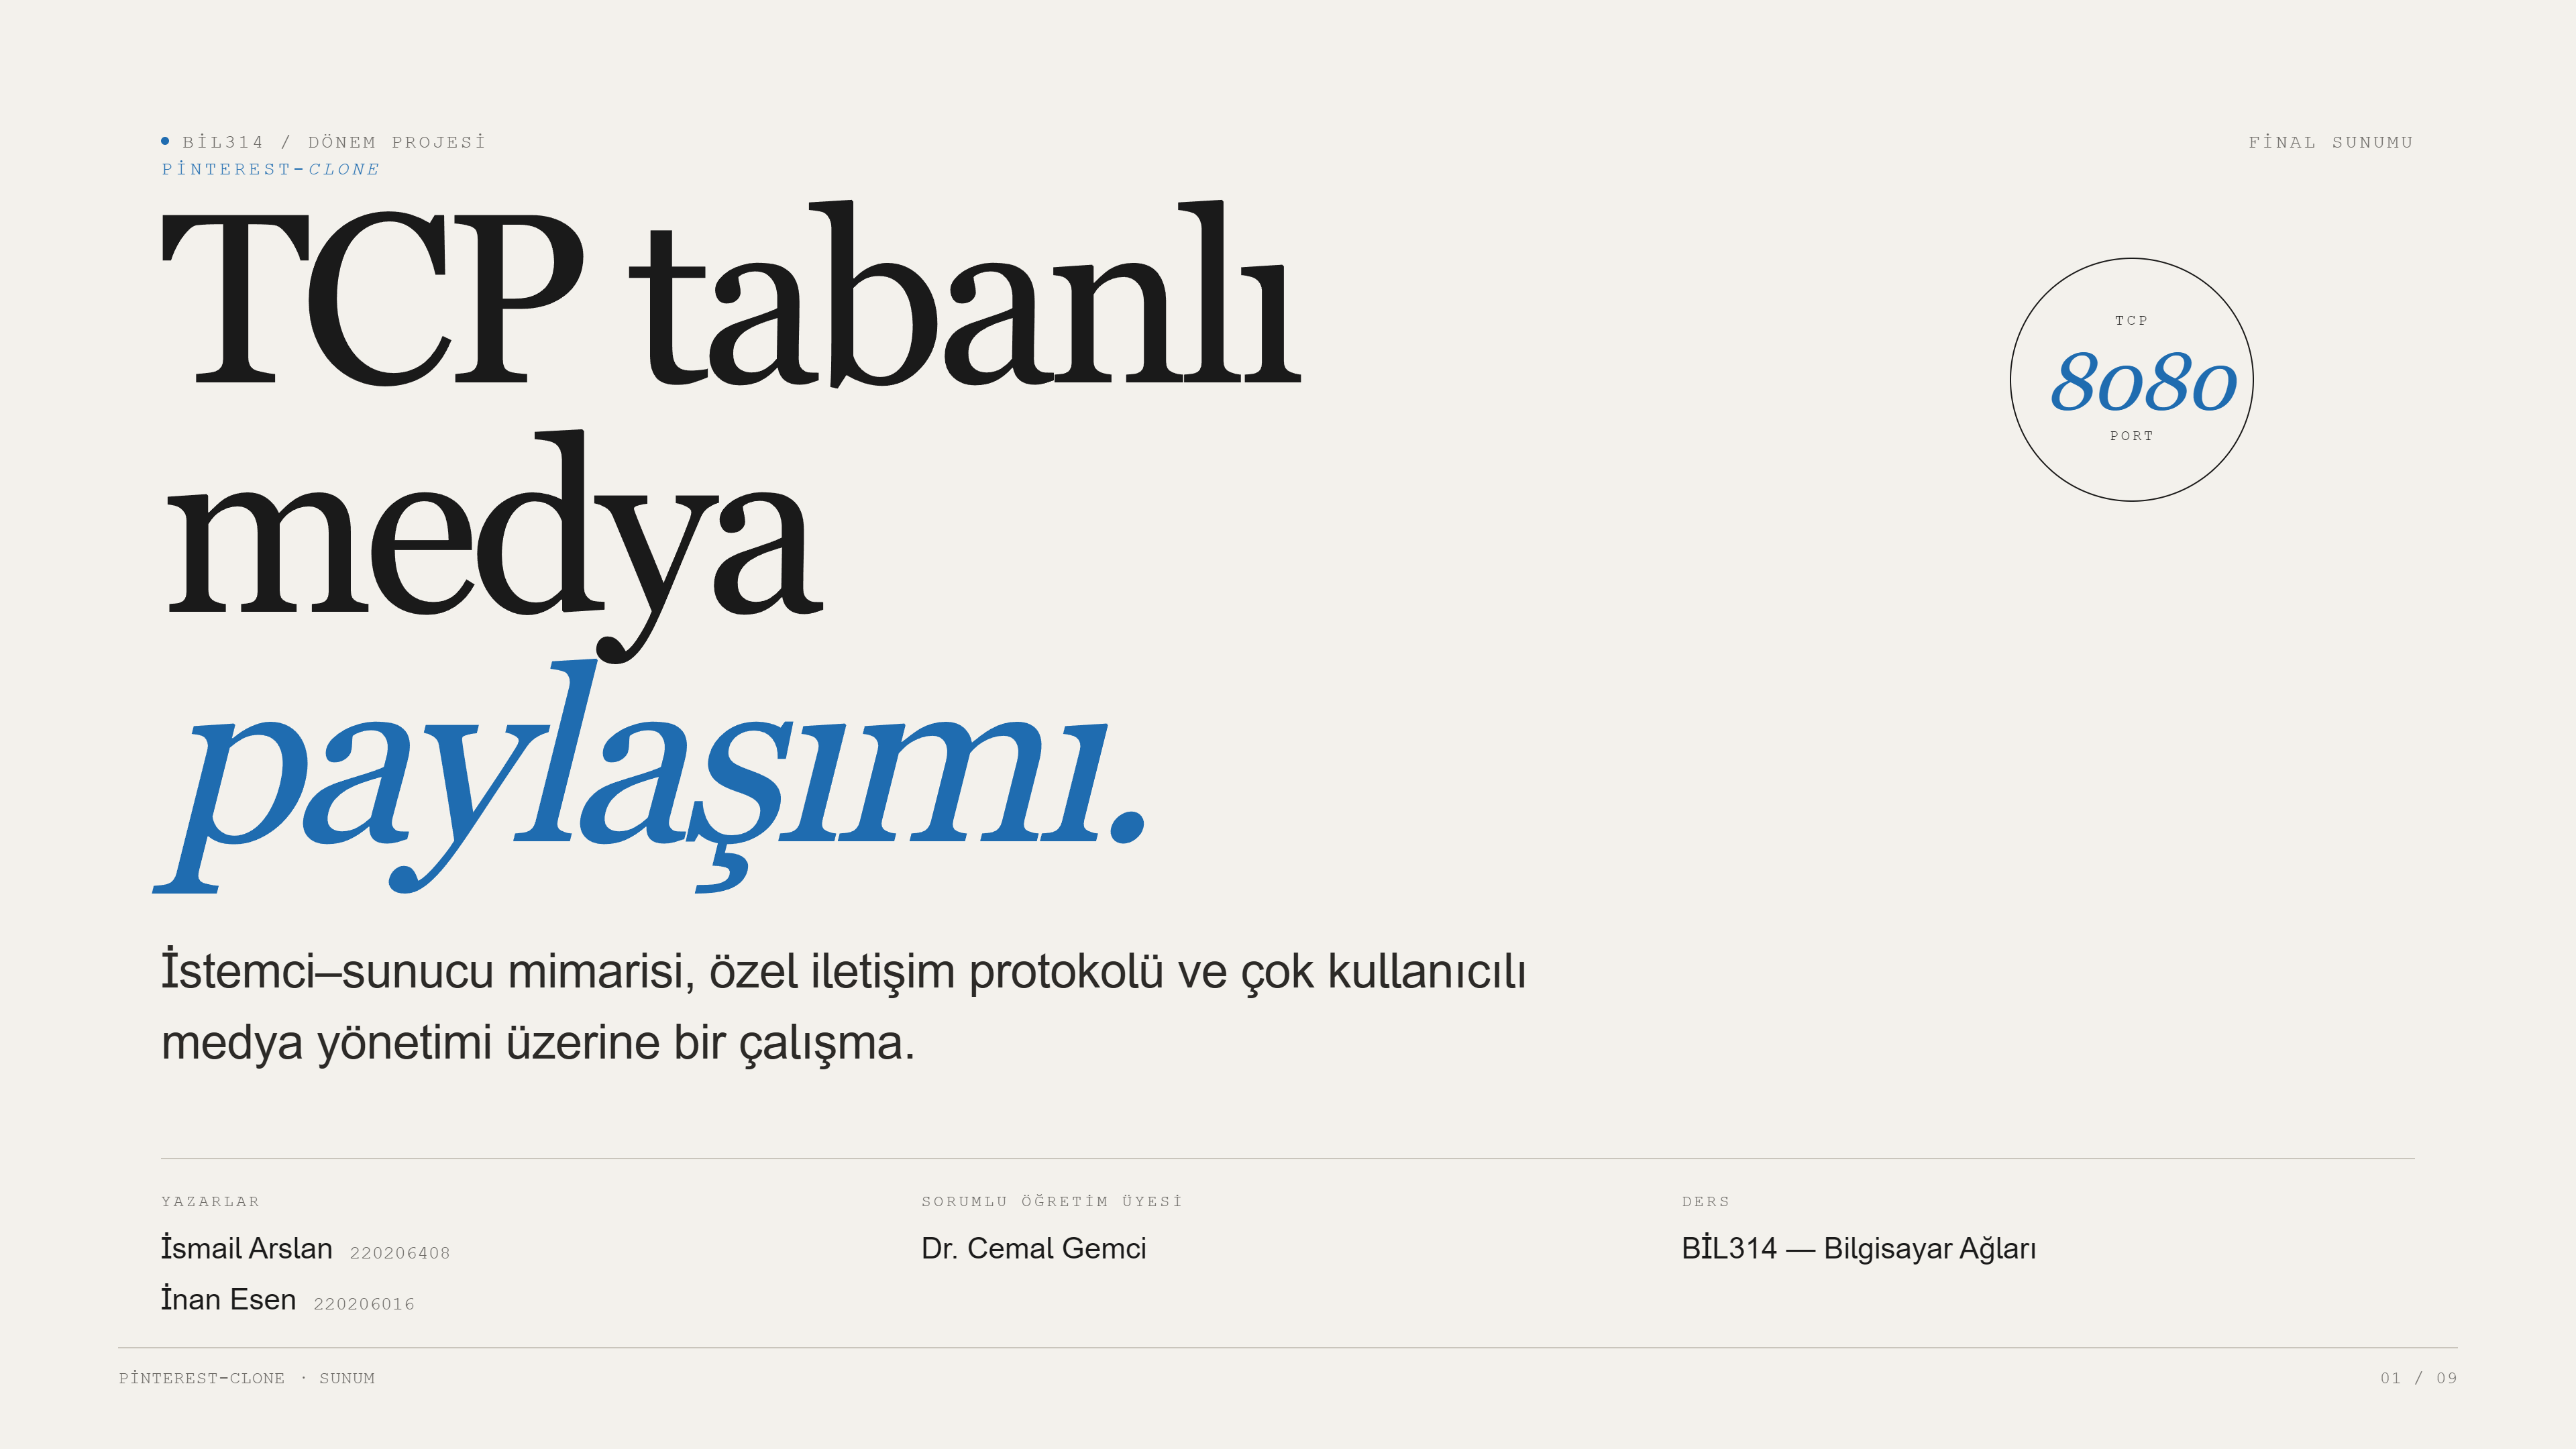 BİL314 / DÖNEM PROJESİ
FİNAL SUNUMU
PİNTEREST-CLONE
TCP tabanlı
medya
paylaşımı.
TCP
8080
PORT
İstemci–sunucu mimarisi, özel iletişim protokolü ve çok kullanıcılı
medya yönetimi üzerine bir çalışma.
YAZARLAR
İsmail Arslan 220206408
İnan Esen 220206016
SORUMLU ÖĞRETİM ÜYESİ
Dr. Cemal Gemci
DERS
BİL314 — Bilgisayar Ağları
PİNTEREST-CLONE · SUNUM
01 / 09